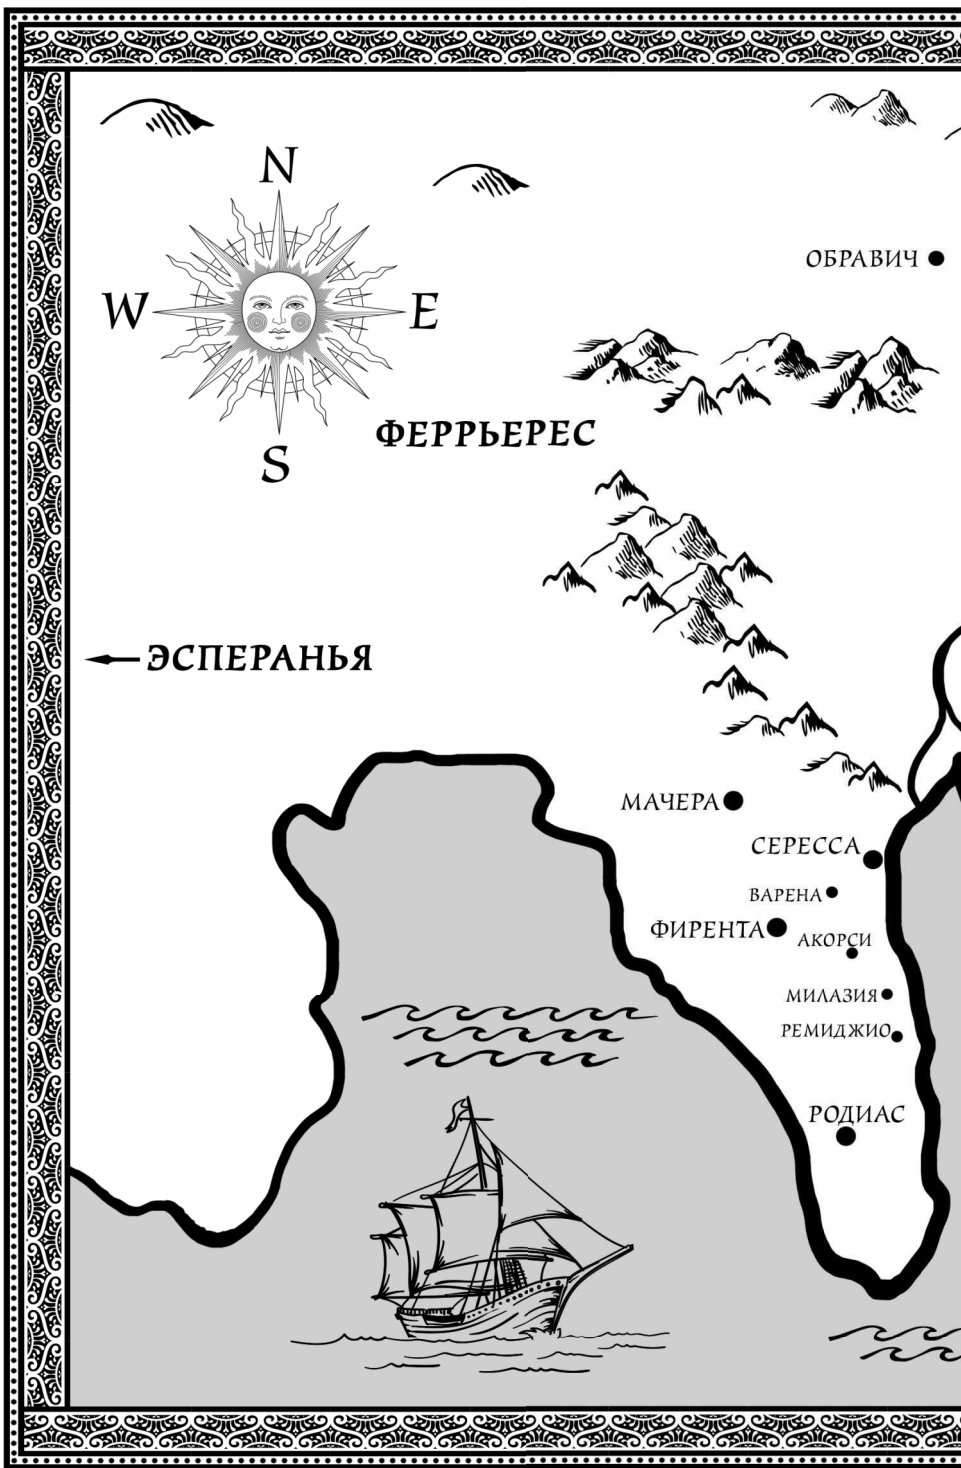 N
ОБРАВИЧ
W
E
ФЕРРЬЕРЕС
S
ЭСПЕРАНЬЯ
МАЧЕРА
СЕРЕССА
ВАРЕНА
ФИРЕНТА
АКОРСИ
МИЛАЗИЯ
РЕМИДЖИО
РОДИАС